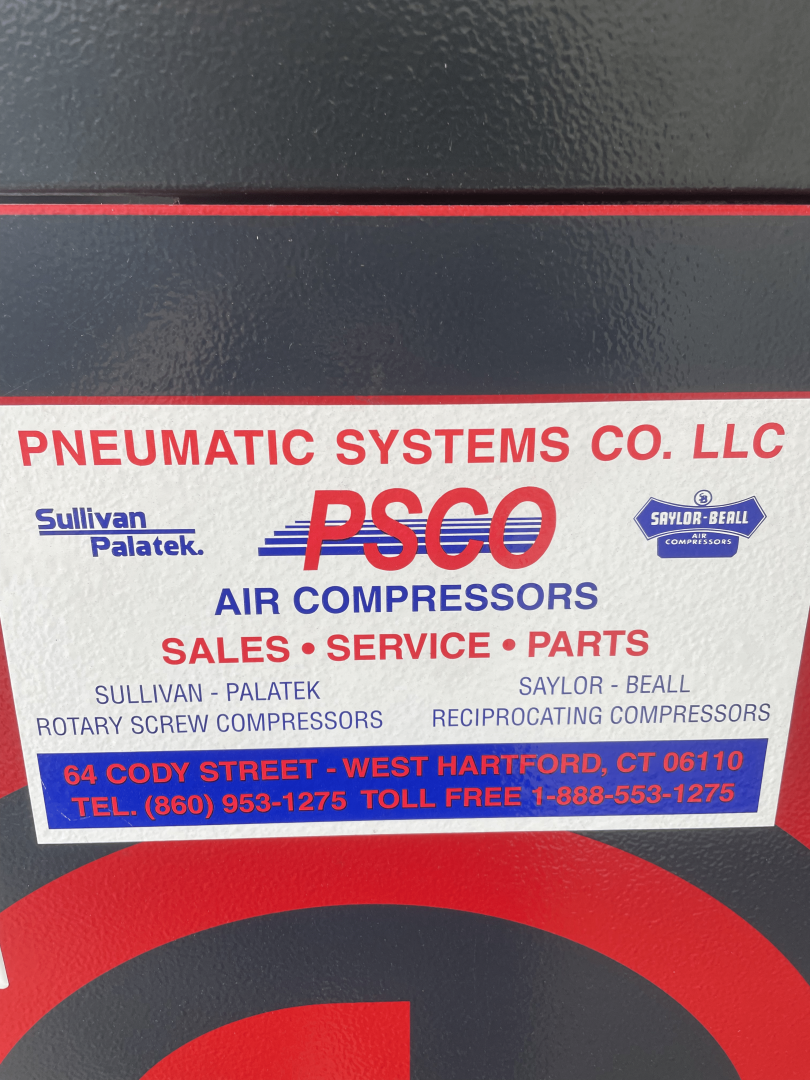 PNEUMATIC SYSTEMS CO. LLC
Sullivan
Palatek.
PSCO
SB
SAYLOR-BEALL
AIR
COMPRESSORS
AIR COMPRESSORS
SALES • SERVICE • PARTS
SULLIVAN - PALATEK
ROTARY SCREW COMPRESSORS
SAYLOR - BEALL
RECIPROCATING COMPRESSORS
64 CODY STREET - WEST HARTFORD, CT 06110
TEL. (860) 953-1275 TOLL FREE 1-888-553-1275